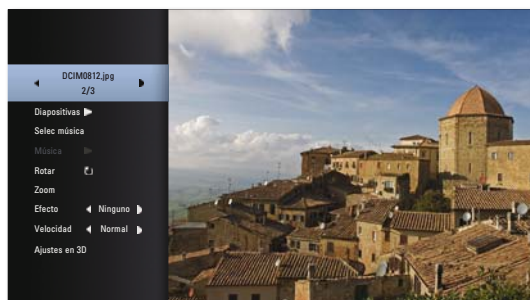 DCIM0812.jpg
2/3
Diapositivas
Selec música
Música
Rotar
Zoom
Efecto Ninguno
Velocidad Normal
Ajustes en 3D